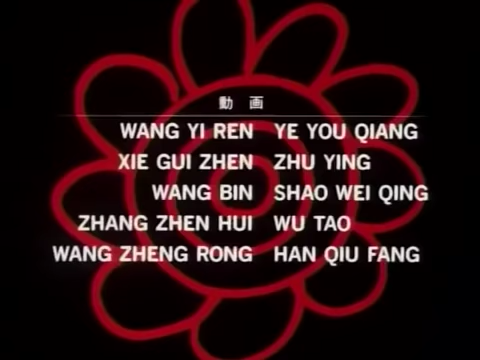 動画
WANG YI REN YE YOU QIANG
XIE GUI ZHEN ZHU YING
WANG BIN SHAO WEI QING
ZHANG ZHEN HUI WU TAO
WANG ZHENG RONG HAN QIU FANG